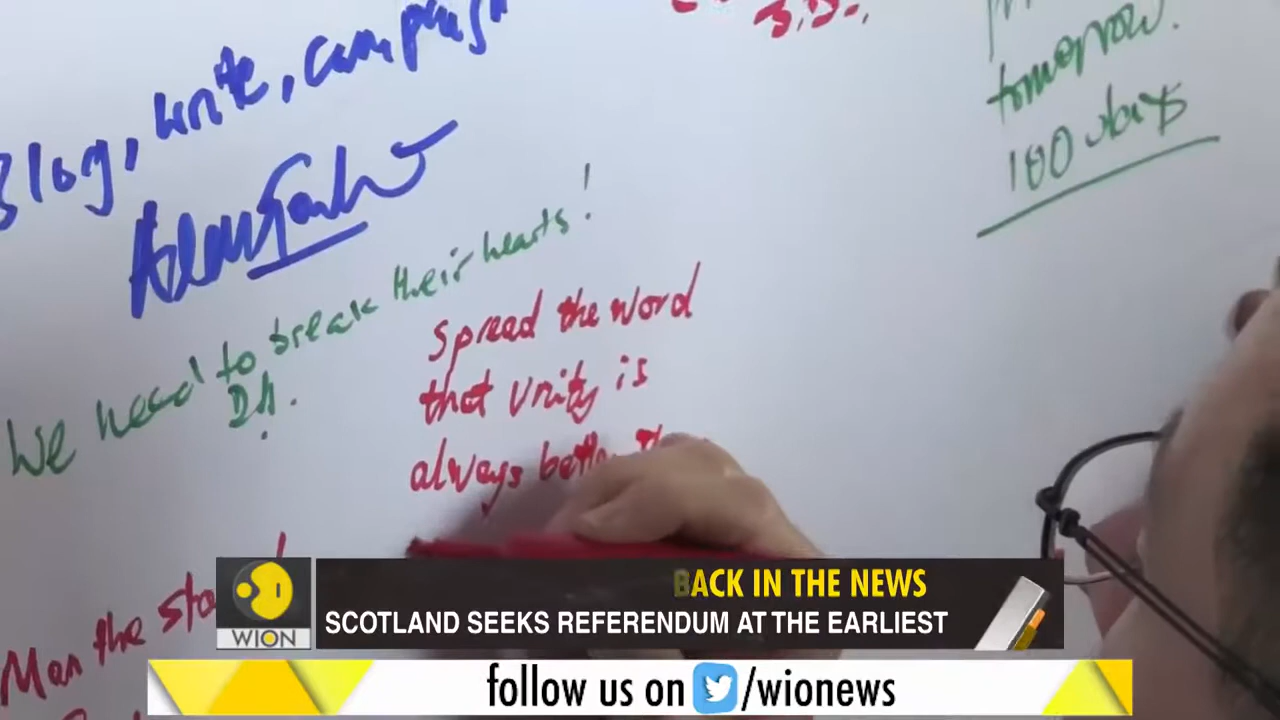 Blog, write, campaign
tomorrow.
100 days
We need to break their hearts!
DA.
Spread the word
that Unity is
always better
Man the
BACK IN THE NEWS
SCOTLAND SEEKS REFERENDUM AT THE EARLIEST
WION
follow us on /wionews